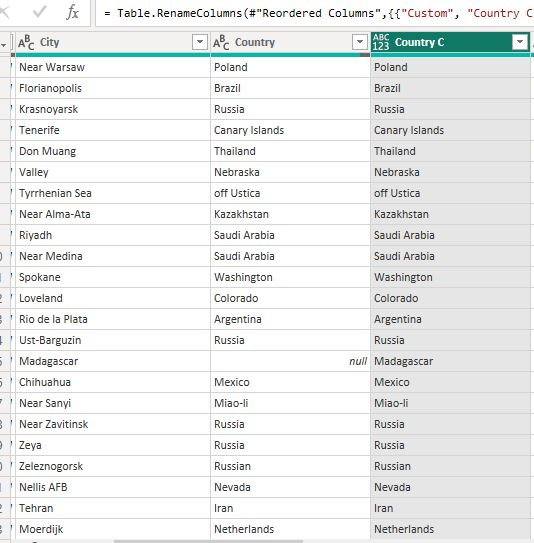 fx = Table.RenameColumns(#"Reordered Columns",{{"Custom", "Country C
ABC City ABC Country ABC 123 Country C
Near Warsaw Poland Poland
Florianopolis Brazil Brazil
Krasnoyarsk Russia Russia
Tenerife Canary Islands Canary Islands
Don Muang Thailand Thailand
Valley Nebraska Nebraska
Tyrrhenian Sea off Ustica off Ustica
Near Alma-Ata Kazakhstan Kazakhstan
Riyadh Saudi Arabia Saudi Arabia
Near Medina Saudi Arabia Saudi Arabia
Spokane Washington Washington
Loveland Colorado Colorado
Rio de la Plata Argentina Argentina
Ust-Barguzin Russia Russia
Madagascar null Madagascar
Chihuahua Mexico Mexico
Near Sanyi Miao-li Miao-li
Near Zavitinsk Russia Russia
Zeya Russia Russia
Zeleznogorsk Russian Russian
Nellis AFB Nevada Nevada
Tehran Iran Iran
Moerdijk Netherlands Netherlands